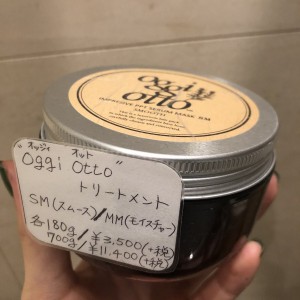 oggi
otto
IMPRESSIVE PPT SERUM MASK SM
SMOOTH
オッジィ オット
"Oggi Otto"
トリートメント
SM(スムース)/MM(モイスチャー)
各180g/¥3,500(+税)
700g/¥11,400(+税)